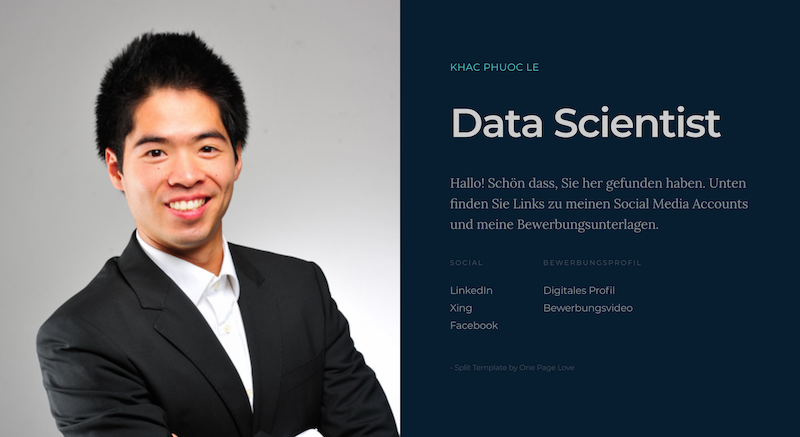 KHAC PHUOC LE
Data Scientist
Hallo! Schön dass, Sie her gefunden haben. Unten
finden Sie Links zu meinen Social Media Accounts
und meine Bewerbungsunterlagen.
SOCIAL
LinkedIn
Xing
Facebook
BEWERBUNGSPROFIL
Digitales Profil
Bewerbungsvideo
- Split Template by One Page Love